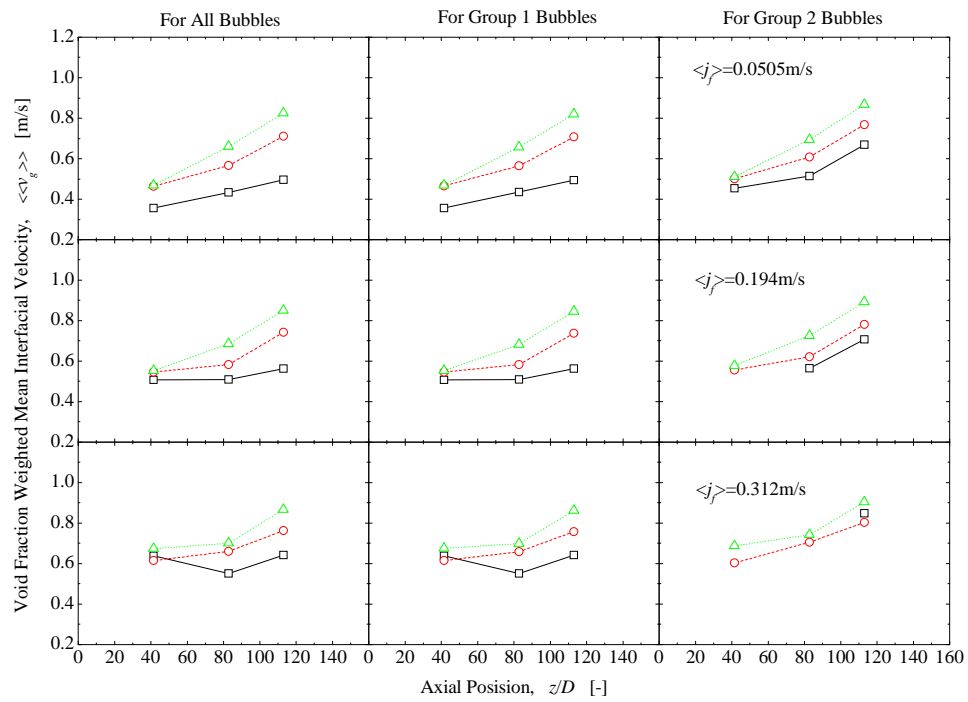 For All Bubbles
For Group 1 Bubbles
For Group 2 Bubbles
Void Fraction Weighted Mean Interfacial Velocity, <<v_g>> [m/s]
1.2
1.0
0.8
0.6
0.4
0.2
<j_f>=0.0505m/s
1.0
0.8
0.6
0.4
0.2
<j_f>=0.194m/s
1.0
0.8
0.6
0.4
0.2
<j_f>=0.312m/s
0 20 40 60 80 100 120 140
0 20 40 60 80 100 120 140
0 20 40 60 80 100 120 140 160
Axial Posision, z/D [-]